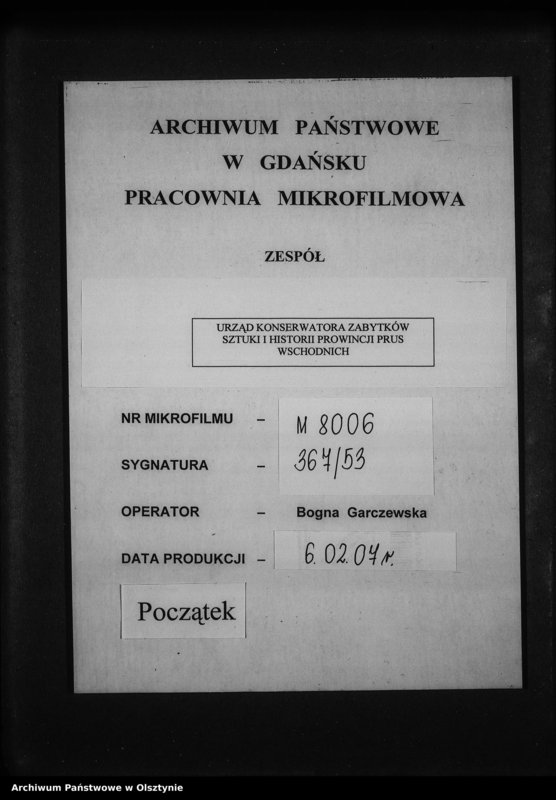 ARCHIWUM PAŃSTWOWE
W GDAŃSKU
PRACOWNIA MIKROFILMOWA
ZESPÓŁ
URZĄD KONSERWATORA ZABYTKÓW
SZTUKI I HISTORII PROWINCJI PRUS
WSCHODNICH
NR MIKROFILMU – M 8006
SYGNATURA – 367/53
OPERATOR – Bogna Garczewska
DATA PRODUKCJI – 6.02.07r.
Początek
Archiwum Państwowe w Olsztynie